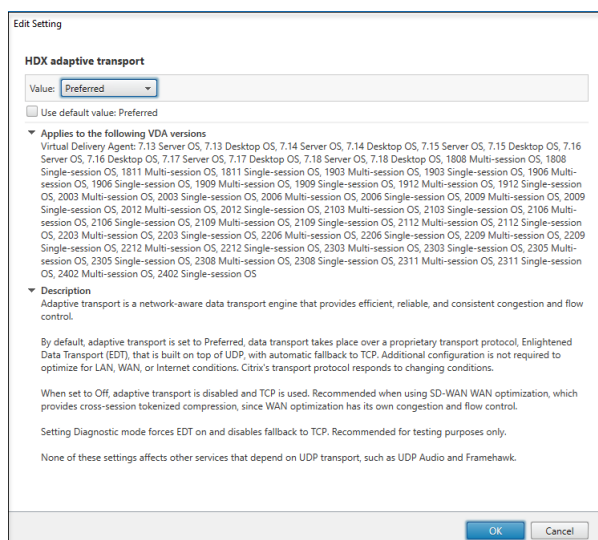 Edit Setting
HDX adaptive transport
Value: Preferred
Use default value: Preferred
Applies to the following VDA versions
Virtual Delivery Agent: 7.13 Server OS, 7.13 Desktop OS, 7.14 Server OS, 7.14 Desktop OS, 7.15 Server OS, 7.15 Desktop OS, 7.16
Server OS, 7.16 Desktop OS, 7.17 Server OS, 7.17 Desktop OS, 7.18 Server OS, 7.18 Desktop OS, 1808 Multi-session OS, 1808
Single-session OS, 1811 Multi-session OS, 1811 Single-session OS, 1903 Multi-session OS, 1903 Single-session OS, 1906 Multi-
session OS, 1906 Single-session OS, 1909 Multi-session OS, 1909 Single-session OS, 1912 Multi-session OS, 1912 Single-session
OS, 2003 Multi-session OS, 2003 Single-session OS, 2006 Multi-session OS, 2006 Single-session OS, 2009 Multi-session OS, 2009
Single-session OS, 2012 Multi-session OS, 2012 Single-session OS, 2103 Multi-session OS, 2103 Single-session OS, 2106 Multi-
session OS, 2106 Single-session OS, 2109 Multi-session OS, 2109 Single-session OS, 2112 Multi-session OS, 2112 Single-session
OS, 2203 Multi-session OS, 2203 Single-session OS, 2206 Multi-session OS, 2206 Single-session OS, 2209 Multi-session OS, 2209
Single-session OS, 2212 Multi-session OS, 2212 Single-session OS, 2303 Multi-session OS, 2303 Single-session OS, 2305 Multi-
session OS, 2305 Single-session OS, 2308 Multi-session OS, 2308 Single-session OS, 2311 Multi-session OS, 2311 Single-session
OS, 2402 Multi-session OS, 2402 Single-session OS
Description
Adaptive transport is a network-aware data transport engine that provides efficient, reliable, and consistent congestion and flow
control.
By default, adaptive transport is set to Preferred, data transport takes place over a proprietary transport protocol, Enlightened
Data Transport (EDT), that is built on top of UDP, with automatic fallback to TCP. Additional configuration is not required to
optimize for LAN, WAN, or Internet conditions. Citrix's transport protocol responds to changing conditions.
When set to Off, adaptive transport is disabled and TCP is used. Recommended when using SD-WAN WAN optimization, which
provides cross-session tokenized compression, since WAN optimization has its own congestion and flow control.
Setting Diagnostic mode forces EDT on and disables fallback to TCP. Recommended for testing purposes only.
None of these settings affects other services that depend on UDP transport, such as UDP Audio and Framehawk.
OK Cancel